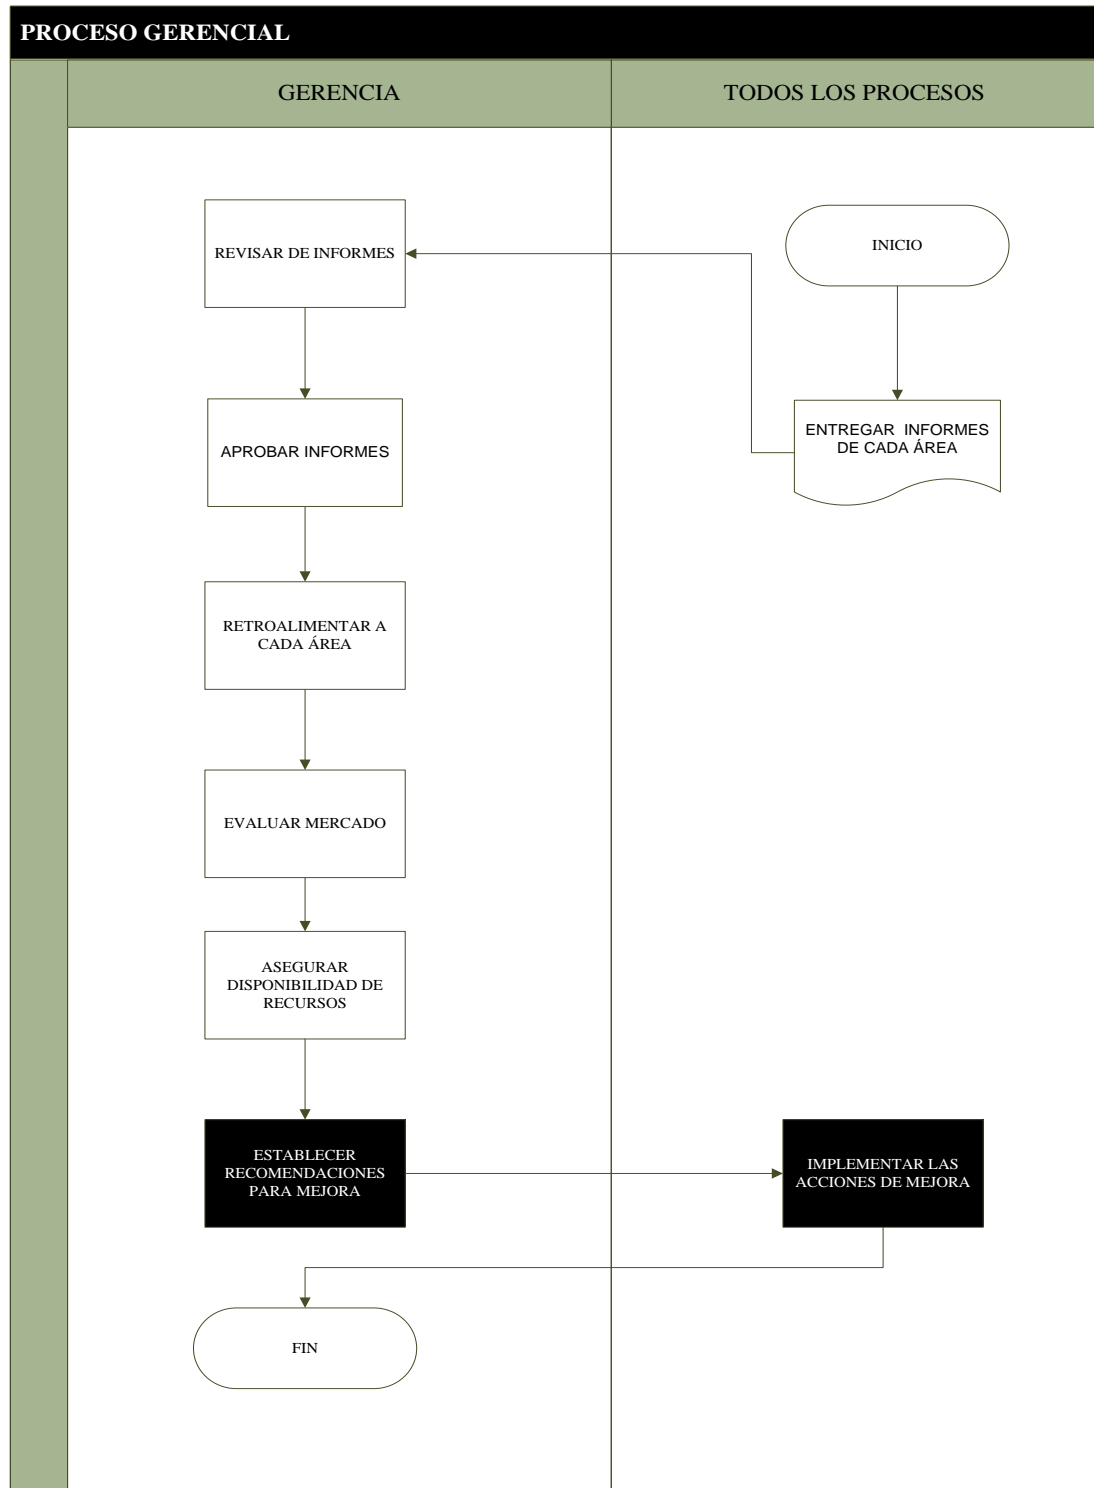 PROCESO GERENCIAL
GERENCIA
TODOS LOS PROCESOS
REVISAR DE INFORMES
INICIO
APROBAR INFORMES
ENTREGAR INFORMES
DE CADA ÁREA
RETROALIMENTAR A
CADA ÁREA
EVALUAR MERCADO
ASEGURAR
DISPONIBILIDAD DE
RECURSOS
ESTABLECER
RECOMENDACIONES
PARA MEJORA
IMPLEMENTAR LAS
ACCIONES DE MEJORA
FIN